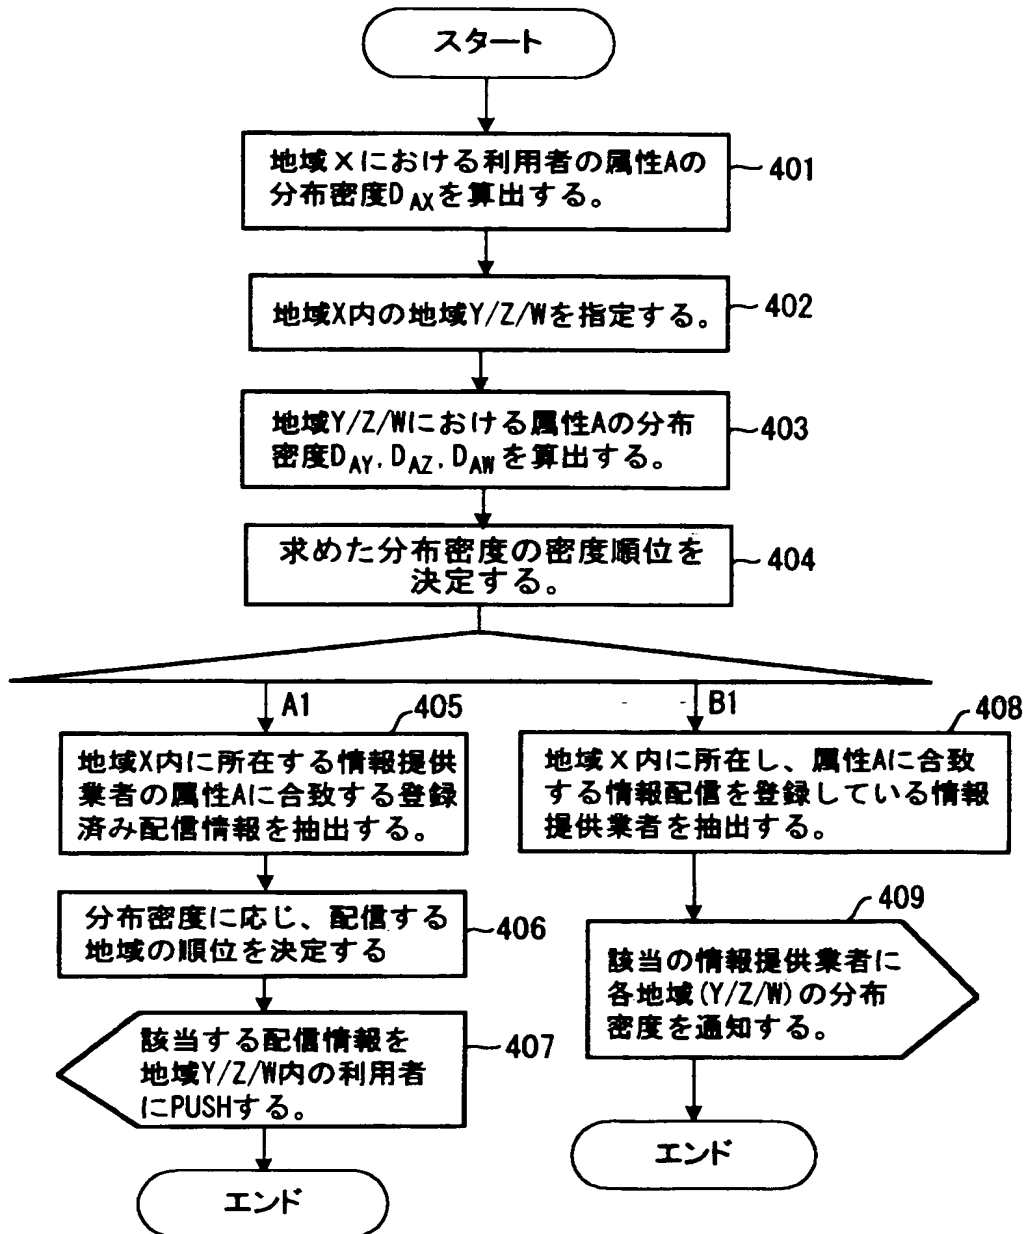 スタート
地域Xにおける利用者の属性Aの
分布密度D AXを算出する。
401
地域X内の地域Y/Z/Wを指定する。
402
地域Y/Z/Wにおける属性Aの分布
密度D AY, D AZ, D AWを算出する。
403
求めた分布密度の密度順位を
決定する。
404
A1
405
地域X内に所在する情報提供
業者の属性Aに合致する登録
済み配信情報を抽出する。
分布密度に応じ、配信する
地域の順位を決定する
406
該当する配信情報を
地域Y/Z/W内の利用者
にPUSHする。
407
エンド
B1
408
地域X内に所在し、属性Aに合致
する情報配信を登録している情報
提供業者を抽出する。
409
該当の情報提供業者に
各地域(Y/Z/W)の分布
密度を通知する。
エンド